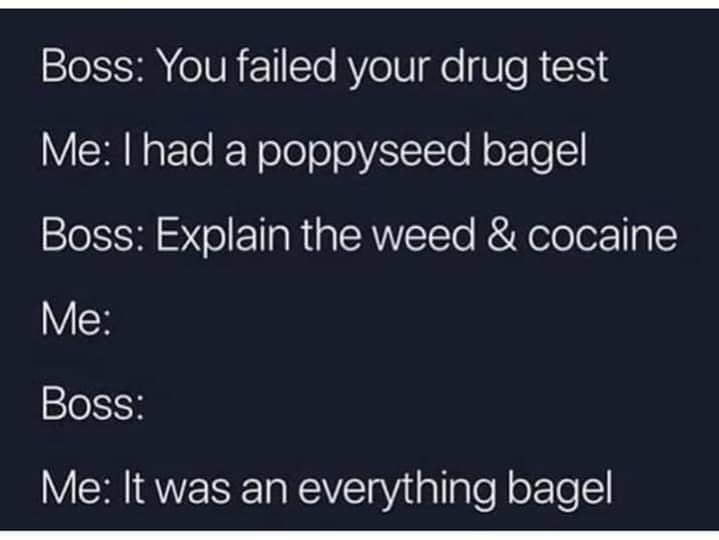 Boss: You failed your drug test
Me: I had a poppyseed bagel
Boss: Explain the weed & cocaine
Me:
Boss:
Me: It was an everything bagel